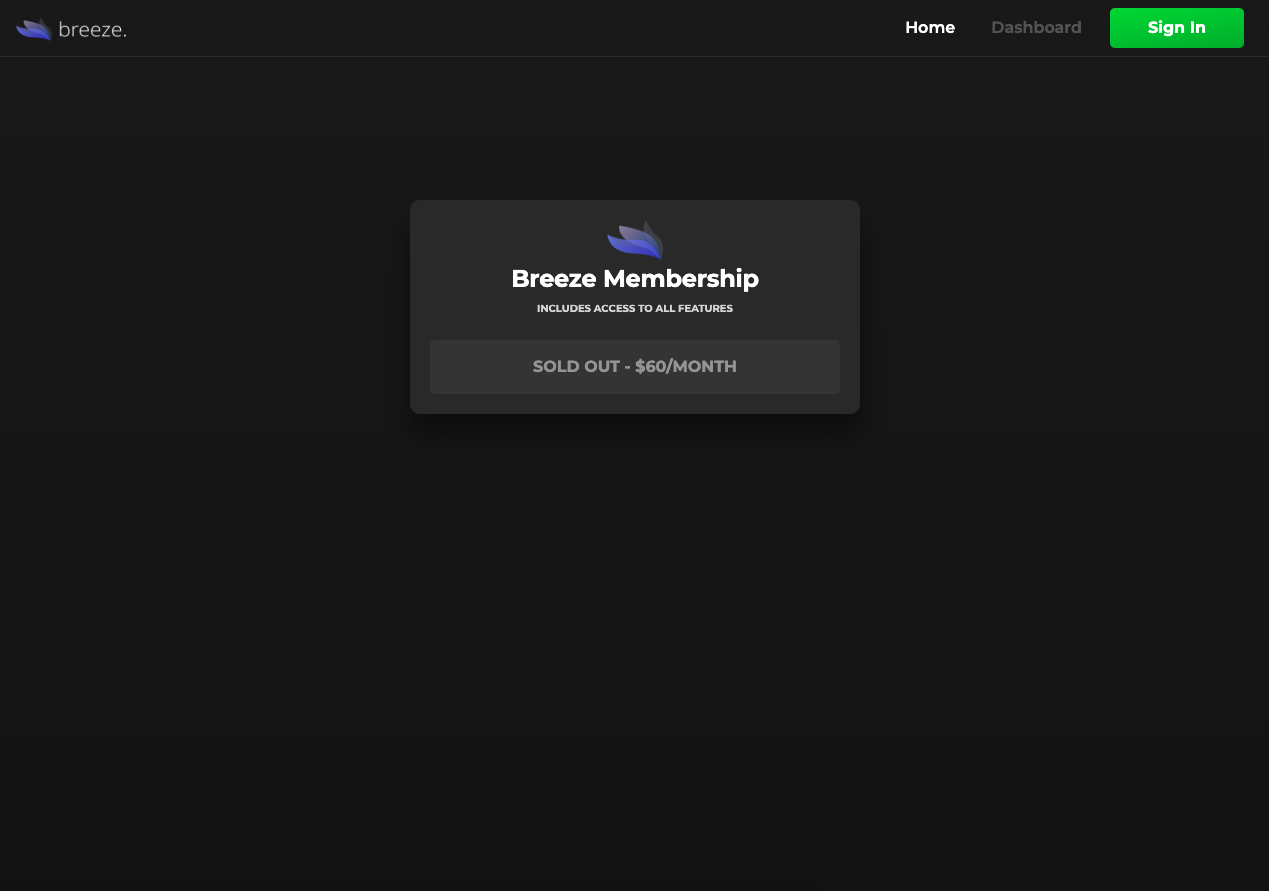 breeze.
Home
Dashboard
Sign In
Breeze Membership
INCLUDES ACCESS TO ALL FEATURES
SOLD OUT - $60/MONTH